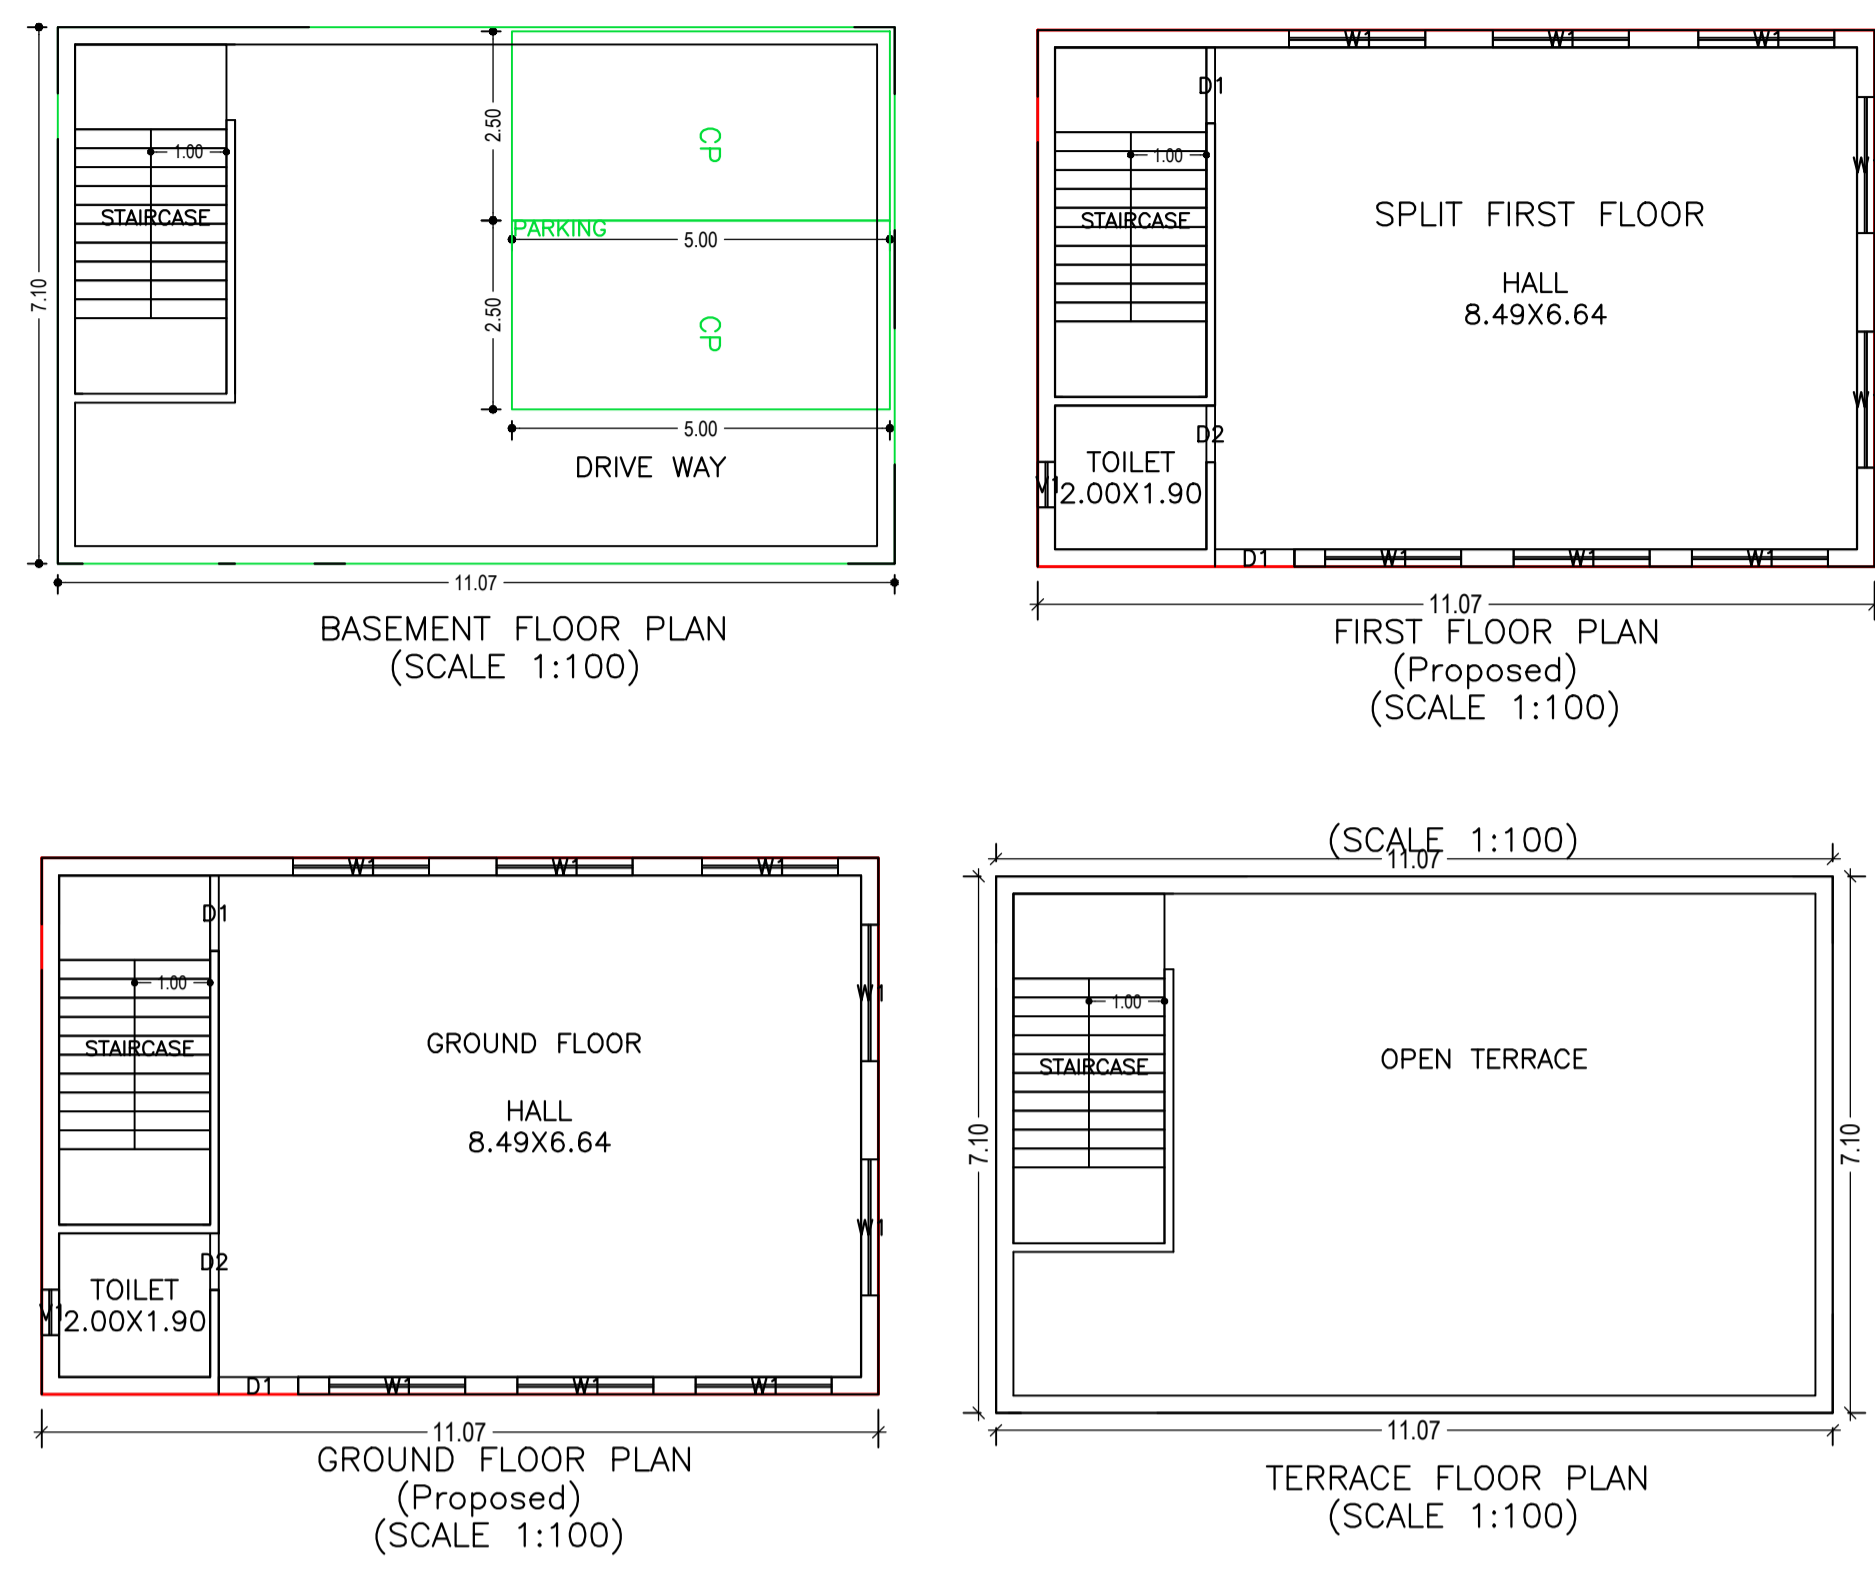 2.50
CP
1.00
STAIRCASE
PARKING
5.00
7.10
2.50
CP
5.00
DRIVE WAY
11.07
BASEMENT FLOOR PLAN
(SCALE 1:100)
W1
W1
W1
D1
1.00
W
STAIRCASE
SPLIT FIRST FLOOR
HALL
8.49X6.64
W
D2
TOILET
V1
2.00X1.90
D1
W1
W1
W1
11.07
FIRST FLOOR PLAN
(Proposed)
(SCALE 1:100)
W1
W1
W1
D1
1.00
W1
STAIRCASE
GROUND FLOOR
HALL
8.49X6.64
W1
D2
TOILET
V1
2.00X1.90
D1
W1
W1
W1
11.07
GROUND FLOOR PLAN
(Proposed)
(SCALE 1:100)
(SCALE 1:100)
11.07
1.00
STAIRCASE
OPEN TERRACE
7.10
7.10
11.07
TERRACE FLOOR PLAN
(SCALE 1:100)